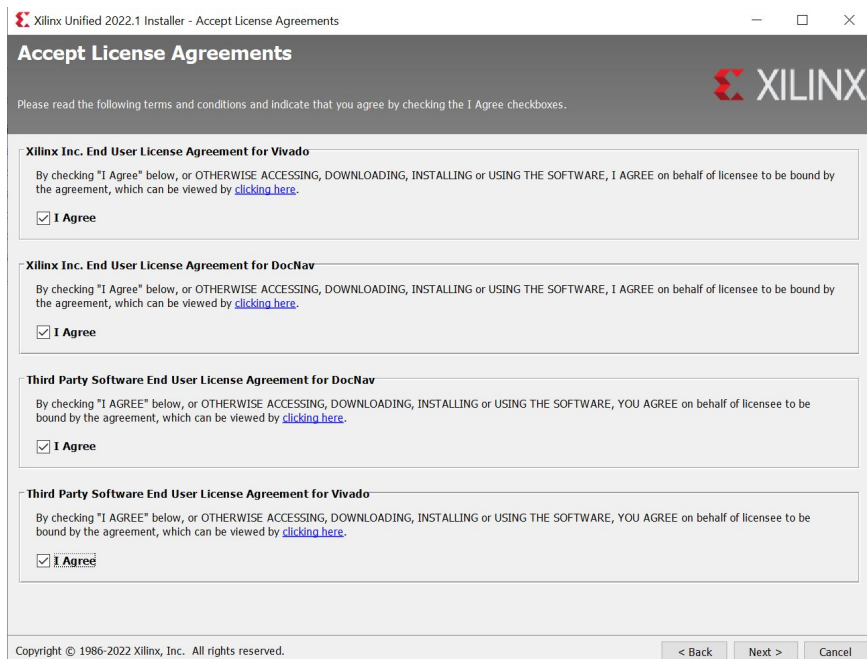 Xilinx Unified 2022.1 Installer - Accept License Agreements
Accept License Agreements
XILINX
Please read the following terms and conditions and indicate that you agree by checking the I Agree checkboxes.
Xilinx Inc. End User License Agreement for Vivado
By checking "I Agree" below, or OTHERWISE ACCESSING, DOWNLOADING, INSTALLING or USING THE SOFTWARE, I AGREE on behalf of licensee to be bound by
the agreement, which can be viewed by clicking here.
I Agree
Xilinx Inc. End User License Agreement for DocNav
By checking "I Agree" below, or OTHERWISE ACCESSING, DOWNLOADING, INSTALLING or USING THE SOFTWARE, I AGREE on behalf of licensee to be bound by
the agreement, which can be viewed by clicking here.
I Agree
Third Party Software End User License Agreement for DocNav
By checking "I AGREE" below, or OTHERWISE ACCESSING, DOWNLOADING, INSTALLING or USING THE SOFTWARE, YOU AGREE on behalf of licensee to be
bound by the agreement, which can be viewed by clicking here.
I Agree
Third Party Software End User License Agreement for Vivado
By checking "I AGREE" below, or OTHERWISE ACCESSING, DOWNLOADING, INSTALLING or USING THE SOFTWARE, YOU AGREE on behalf of licensee to be
bound by the agreement, which can be viewed by clicking here.
I Agree
Copyright © 1986-2022 Xilinx, Inc. All rights reserved.
< Back
Next >
Cancel